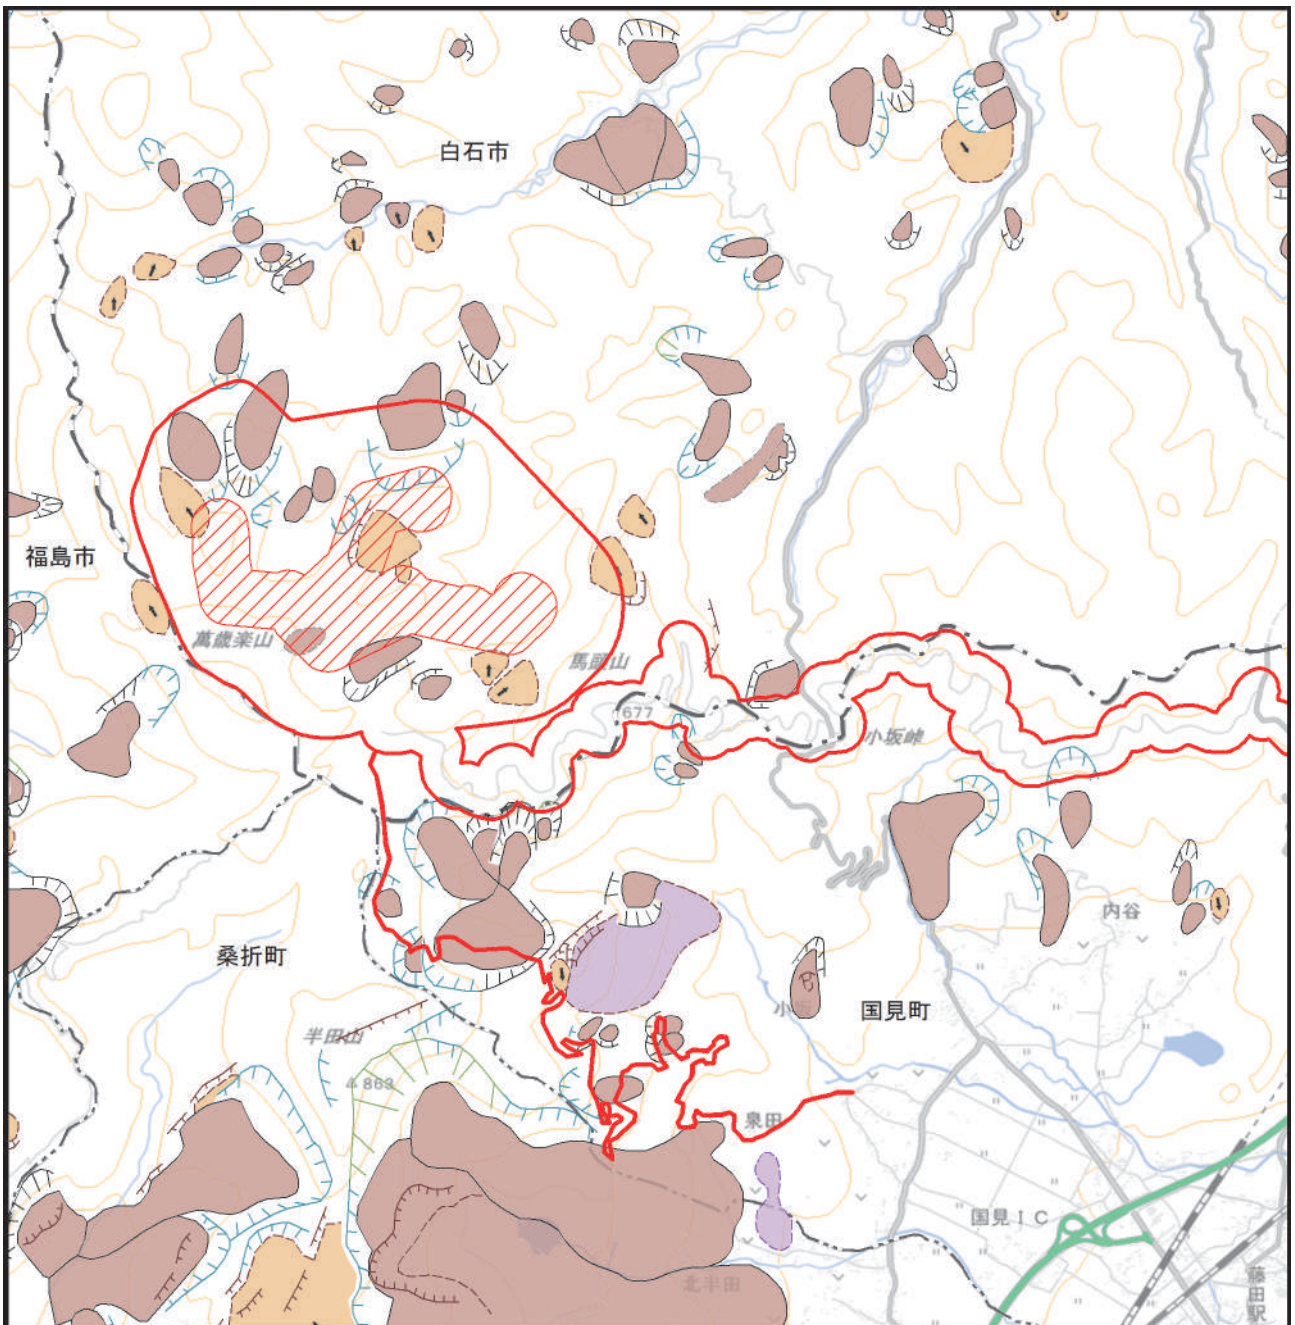 白石市
福島市
萬歳楽山
馬頭山
677
小坂峠
内谷
桑折町
小坂
国見町
半田山
863
泉田
国見IC
北半田
藤田駅